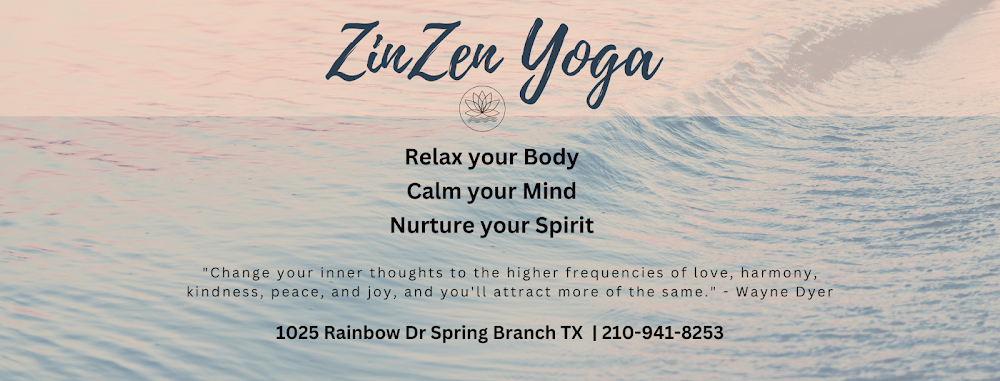 ZinZen Yoga
Relax your Body
Calm your Mind
Nurture your Spirit
"Change your inner thoughts to the higher frequencies of love, harmony,
kindness, peace, and joy, and you'll attract more of the same." - Wayne Dyer
1025 Rainbow Dr Spring Branch TX | 210-941-8253